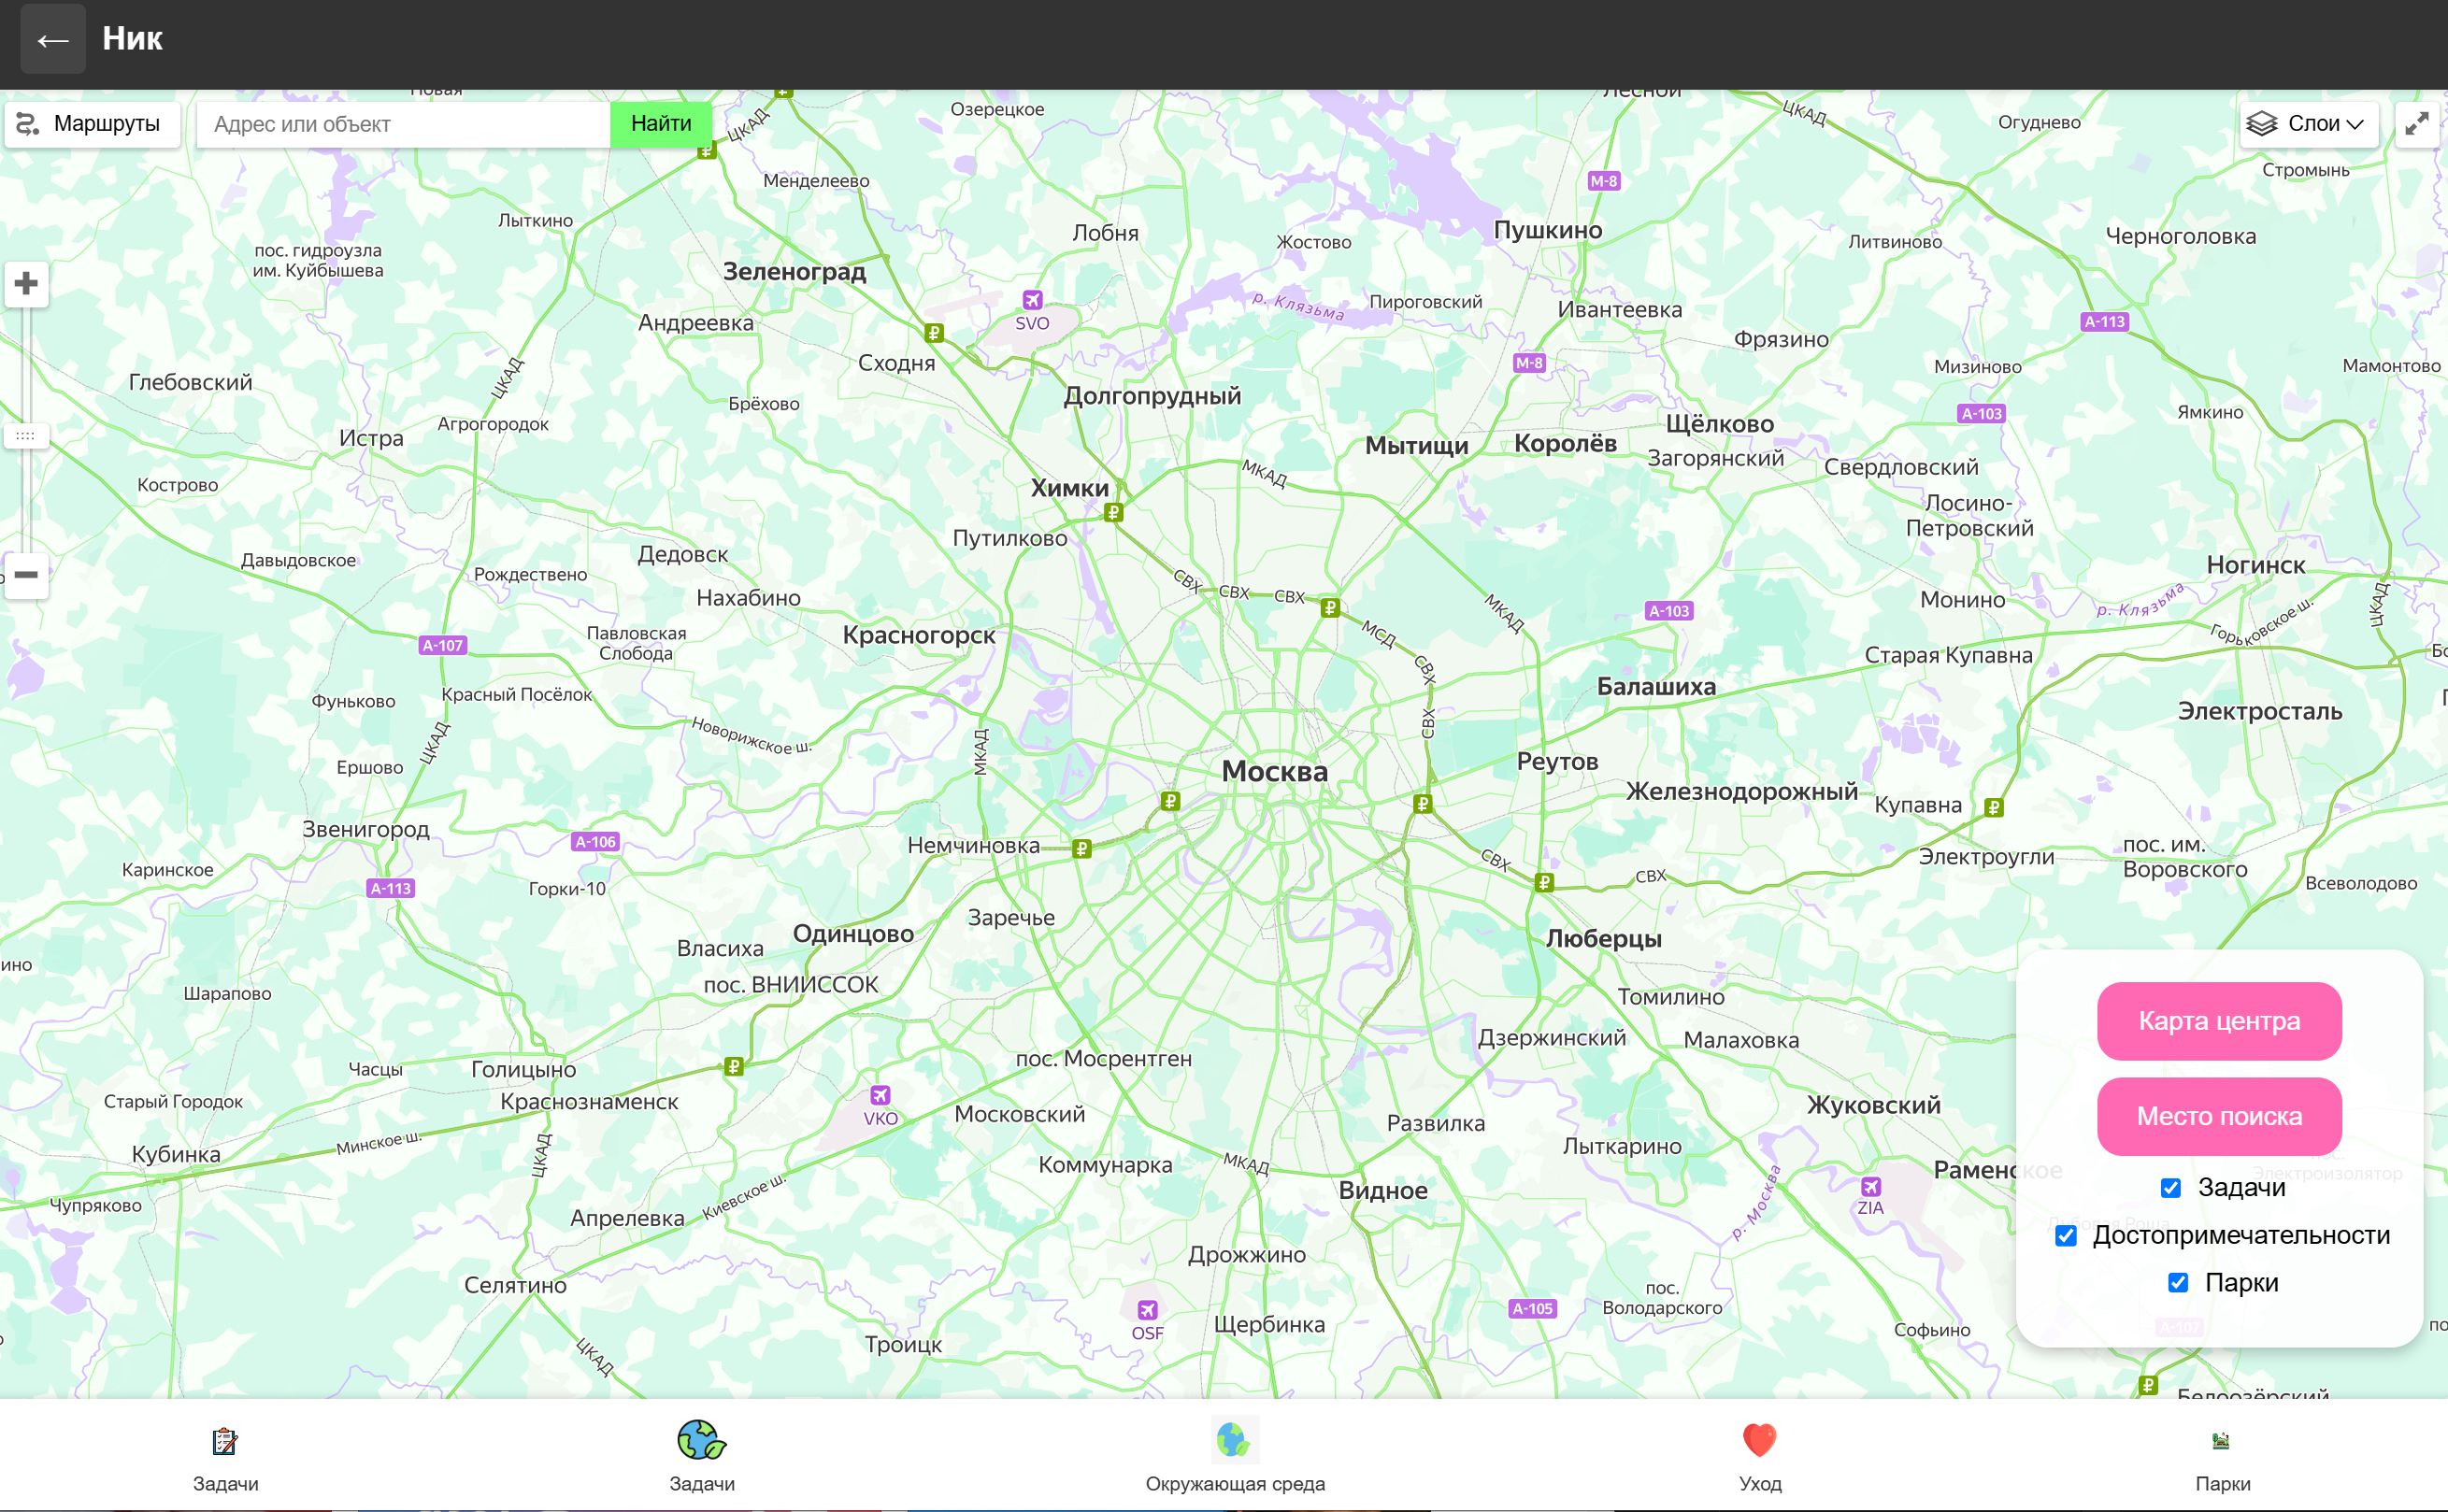 Ник
Маршруты
Адрес или объект
Найти
Слои
ЦКАД
Озерецкое
ЦКАД
Огуднево
Менделеево
М-8
Стромынь
Лыткино
Лобня
Жостово
Пушкино
Литвиново
Черноголовка
пос. гидроузла
им. Куйбышева
Зеленоград
р. Клязьма
Пироговский
Ивантеевка
Андреевка
SVO
А-113
Сходня
М-8
Фрязино
Мизиново
Мамонтово
Глебовский
ЦКАД
Брёхово
Долгопрудный
А-103
Ямкино
Истра
Агрогородок
Мытищи
Королёв
Щёлково
Загорянский
Свердловский
Кострово
МКАД
Химки
Лосино-
Петровский
Путилково
Давыдовское
Рождествено
Дедовск
Нахабино
СВХ
СВХ
СВХ
МКАД
А-103
Монино
Ногинск
р. Клязьма
ЦКАД
Горьковское ш.
Павловская
Слобода
А-107
Красногорск
МСД
СВХ
Старая Купавна
Красный Посёлок
Фуньково
Балашиха
Электросталь
ЦКАД
Новорижское ш.
МКАД
СВХ
Ершово
Москва
Реутов
Железнодорожный
Купавна
Звенигород
А-106
Немчиновка
Электроугли
пос. им.
Воровского
Каринское
А-113
Горки-10
СВХ
СВХ
Всеволодово
Заречье
Одинцово
Власиха
Люберцы
пос. ВНИИССОК
Шарапово
Томилино
Карта центра
Дзержинский
Малаховка
Часцы
Голицыно
пос. Мосрентген
Старый Городок
Краснознаменск
VKO
Московский
Развилка
Жуковский
Место поиска
Минское ш.
Кубинка
ЦКАД
Коммунарка
МКАД
Лыткарино
Раменское
Электроизолятор
Задачи
Чупряково
Киевское ш.
Видное
р. Москва
ZIA
Апрелевка
Достопримечательности
Дрожжино
Селятино
пос.
Володарского
Парки
OSF
Щербинка
А-105
Софьино
А-107
Троицк
ЦКАД
Белоозёрский
Задачи
Задачи
Окружающая среда
Уход
Парки